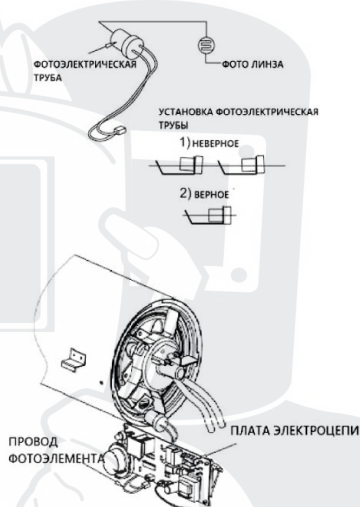 ФОТОЭЛЕКТРИЧЕСКАЯ
ТРУБА
ФОТО ЛИНЗА
УСТАНОВКА ФОТОЭЛЕКТРИЧЕСКАЯ
ТРУБЫ
1) НЕВЕРНОЕ
2) ВЕРНОЕ
ПЛАТА ЭЛЕКТРОЦЕПИ
ПРОВОД
ФОТОЭЛЕМЕНТА